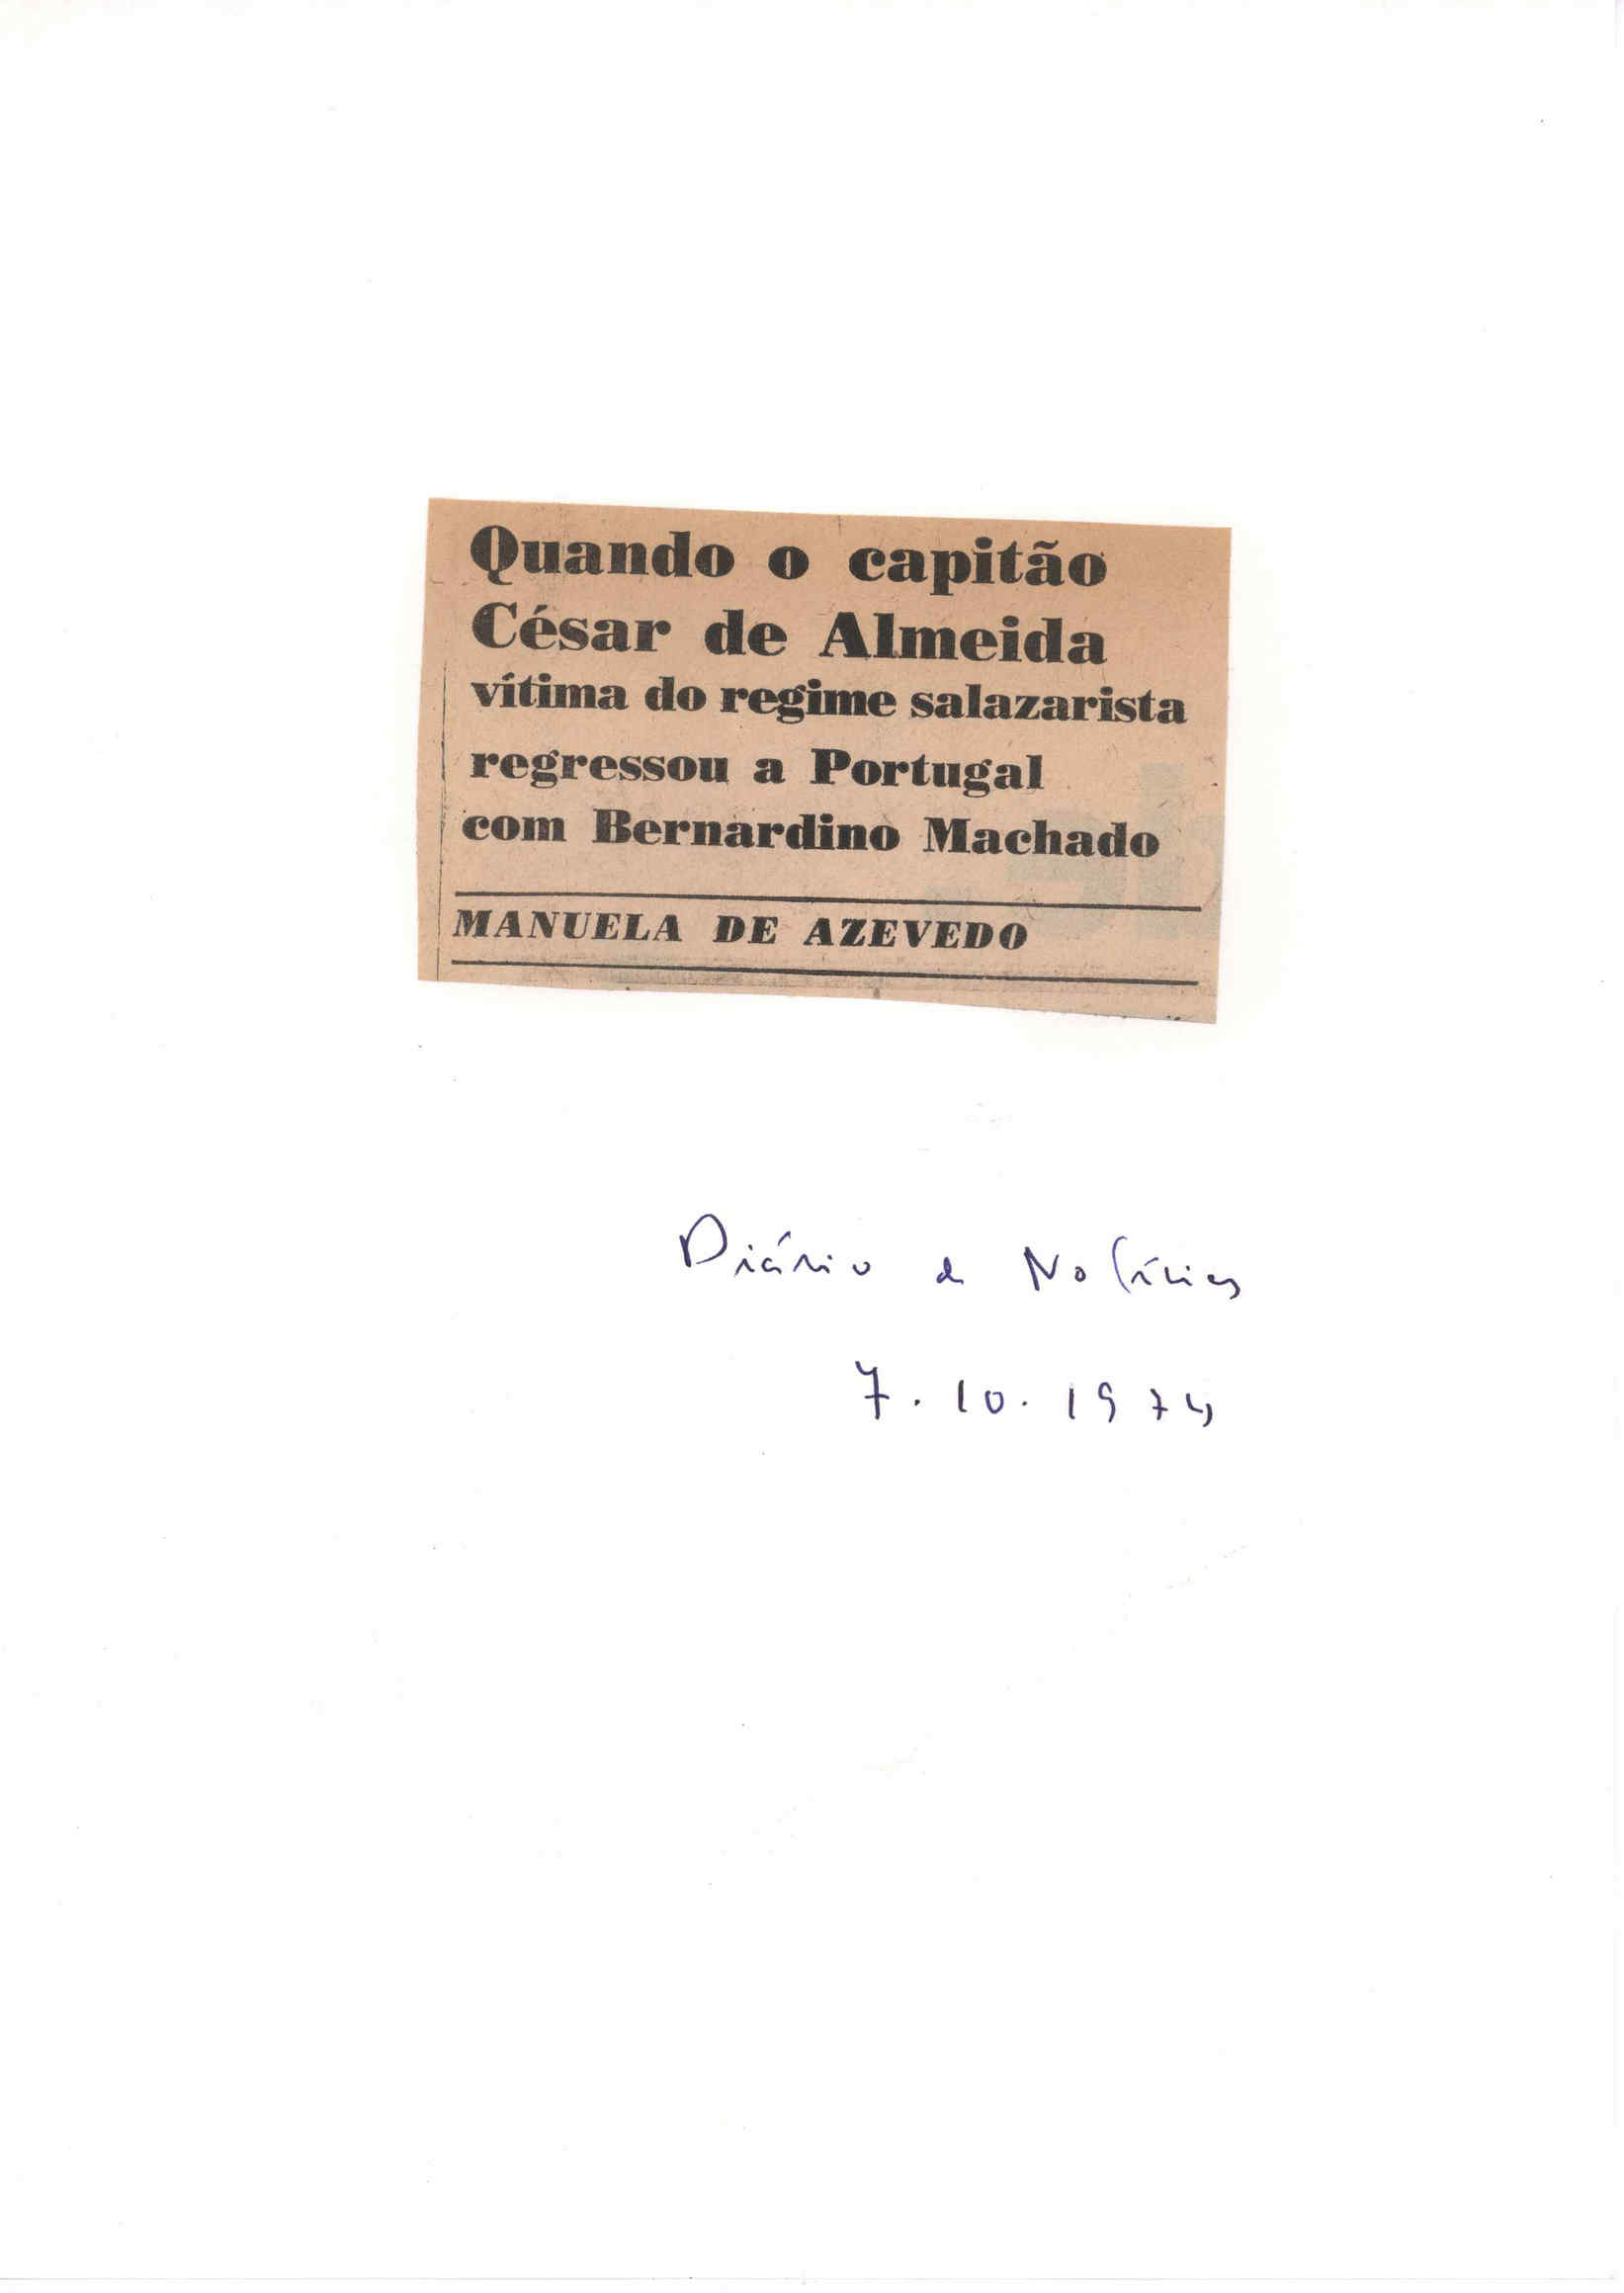 Quando o capitão
César de Almeida
vítima do regime salazarista
regressou a Portugal
com Bernardino Machado
MANUELA DE AZEVEDO
Diário de Notícias
7.10.1974